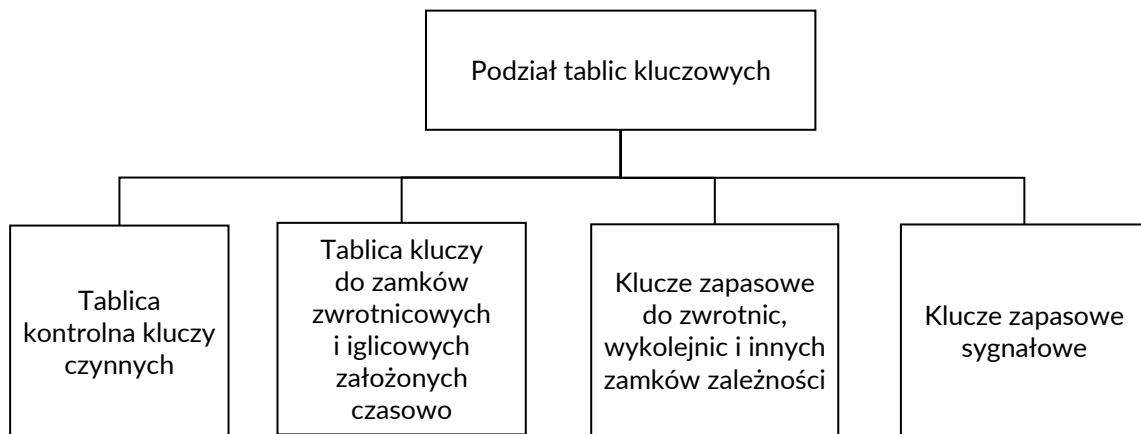 Podział tablic kluczowych
Tablica
kontrolna kluczy
czynnych
Tablica kluczy
do zamków
zwrotnicowych
i iglicowych
założonych
czasowo
Klucze zapasowe
do zwrotnic,
wykolejnic i innych
zamków zależności
Klucze zapasowe
sygnałowe